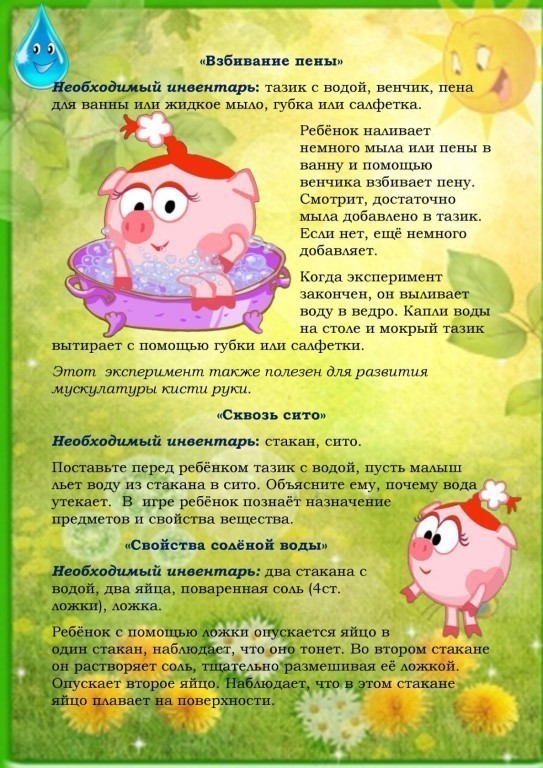 «Взбивание пены»
Необходимый инвентарь: тазик с водой, венчик, пена
для ванны или жидкое мыло, губка или салфетка.
Ребёнок наливает
немного мыла или пены в
ванну и помощью
венчика взбивает пену.
Смотрит, достаточно
мыла добавлено в тазик.
Если нет, ещё немного
добавляет.
Когда эксперимент
закончен, он выливает
воду в ведро. Капли воды
на столе и мокрый тазик
вытирает с помощью губки или салфетки.
Этот эксперимент также полезен для развития
мускулатуры кисти руки.
«Сквозь сито»
Необходимый инвентарь: стакан, сито.
Поставьте перед ребёнком тазик с водой, пусть малыш
льет воду из стакана в сито. Объясните ему, почему вода
утекает. В игре ребёнок познаёт назначение
предметов и свойства вещества.
«Свойства солёной воды»
Необходимый инвентарь: два стакана с
водой, два яйца, поваренная соль (4ст.
ложки), ложка.
Ребёнок с помощью ложки опускается яйцо в
один стакан, наблюдает, что оно тонет. Во втором стакане
он растворяет соль, тщательно размешивая её ложкой.
Опускает второе яйцо. Наблюдает, что в этом стакане
яйцо плавает на поверхности.